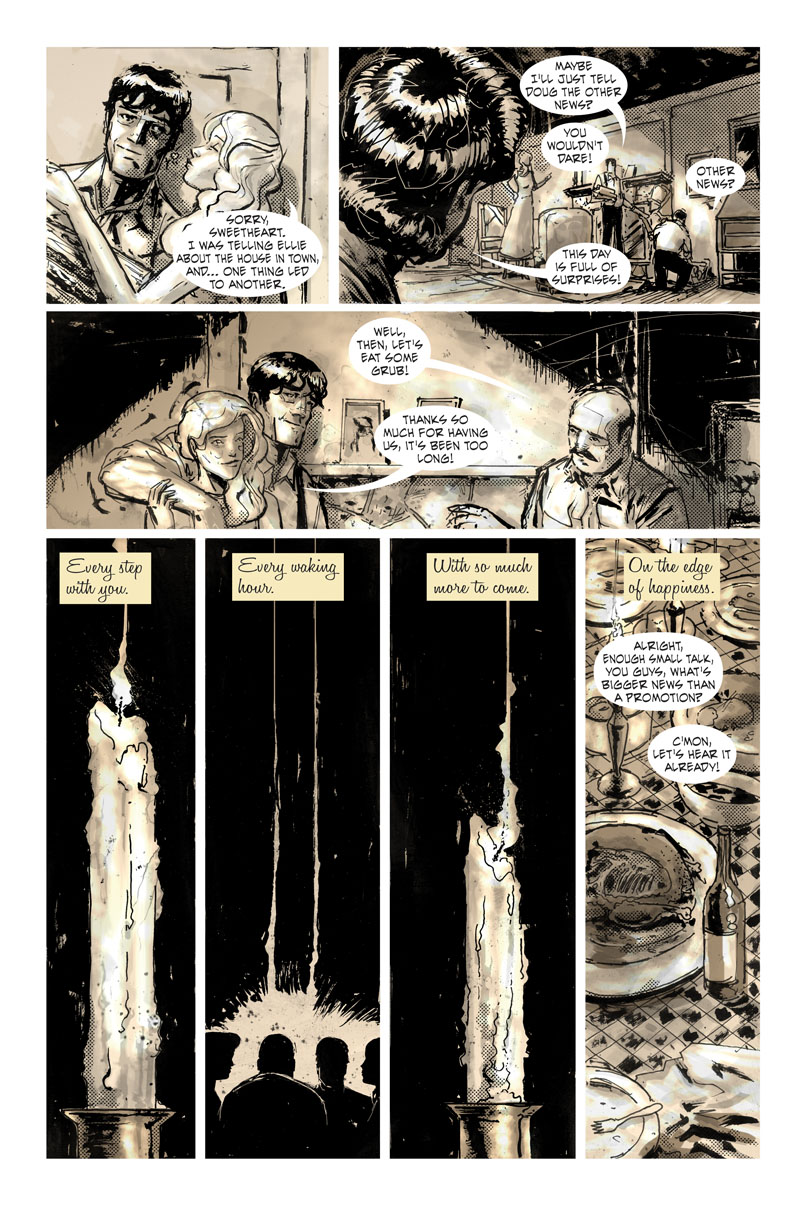 SORRY,
SWEETHEART.
I WAS TELLING ELLIE
ABOUT THE HOUSE IN TOWN,
AND... ONE THING LED
TO ANOTHER.
MAYBE
I'LL JUST TELL
DOUG THE OTHER
NEWS?
YOU
WOULDN'T
DARE!
OTHER
NEWS?
THIS DAY
IS FULL OF
SURPRISES!
WELL,
THEN, LET'S
EAT SOME
GRUB!
THANKS SO
MUCH FOR HAVING
US, IT'S BEEN TOO
LONG!
Every step
with you.
Every waking
hour.
With so much
more to come.
On the edge
of happiness.
ALRIGHT,
ENOUGH SMALL TALK,
YOU GUYS, WHAT'S
BIGGER NEWS THAN
A PROMOTION?
C'MON,
LET'S HEAR IT
ALREADY!